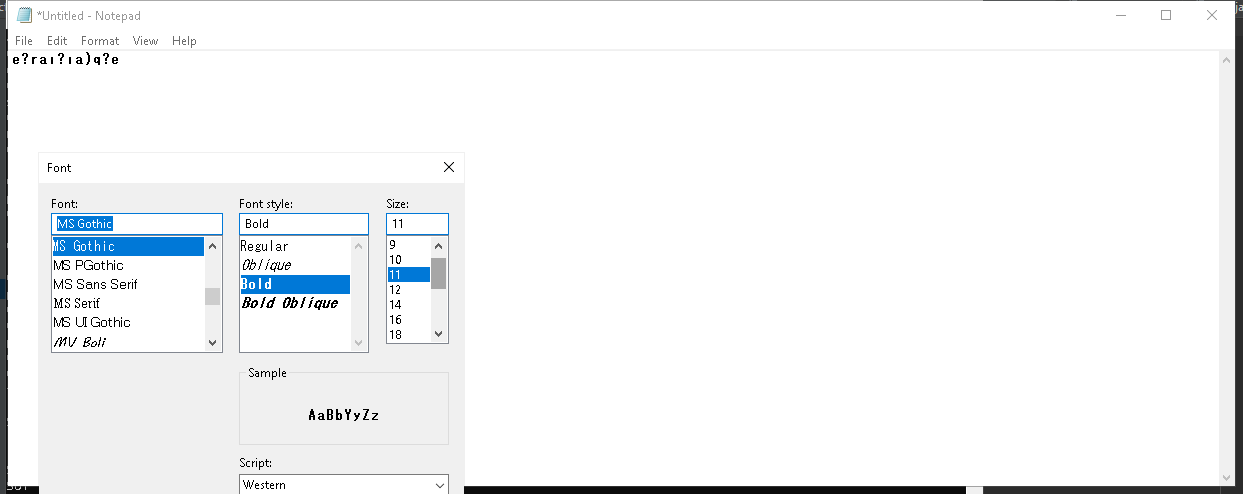 *Untitled - Notepad
File Edit Format View Help
e?raı?ıa)q?e
Font
Font: Font style: Size:
MS Gothic Bold 11
MS Gothic Regular 9
MS PGothic Oblique 10
MS Sans Serif Bold 11
MS Serif Bold Oblique 12
MS UI Gothic 14
MV Boli 16
18
Sample
AaBbYyZz
Script:
Western